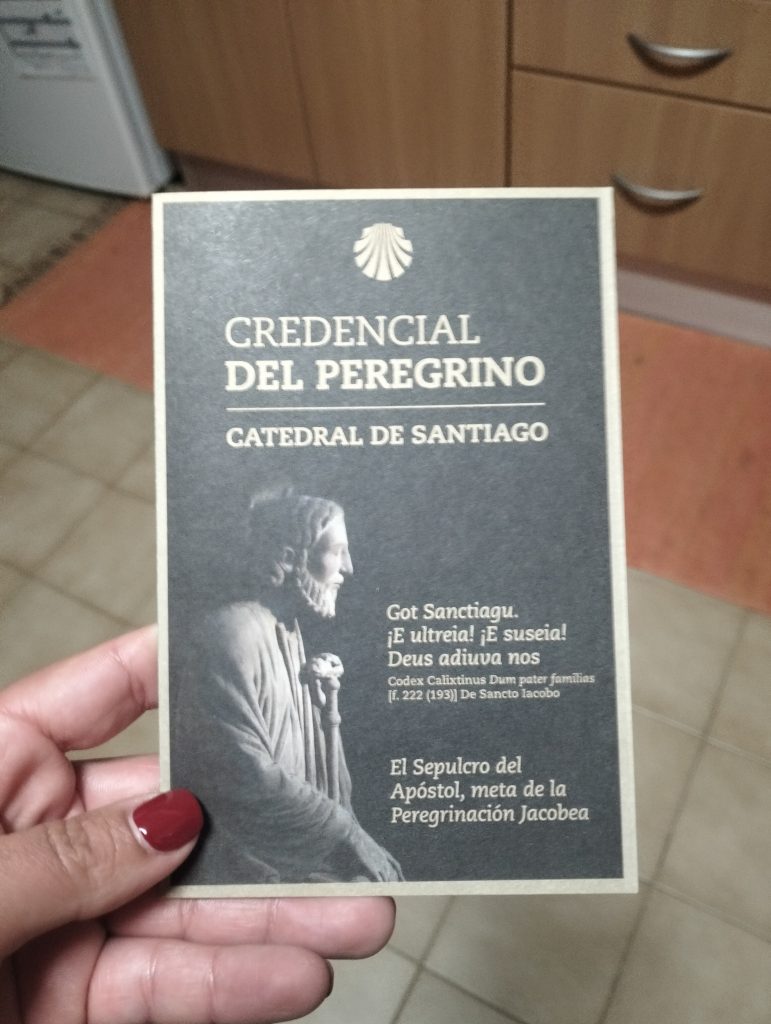 CREDENCIAL
DEL PEREGRINO
CATEDRAL DE SANTIAGO
Got Sanctiagu.
¡E ultreia! ¡E suseia!
Deus adiuva nos
Codex Calixtinus Dum pater familias
[f. 222 (193)] De Sancto Iacobo
El Sepulcro del
Apóstol, meta de la
Peregrinación Jacobea